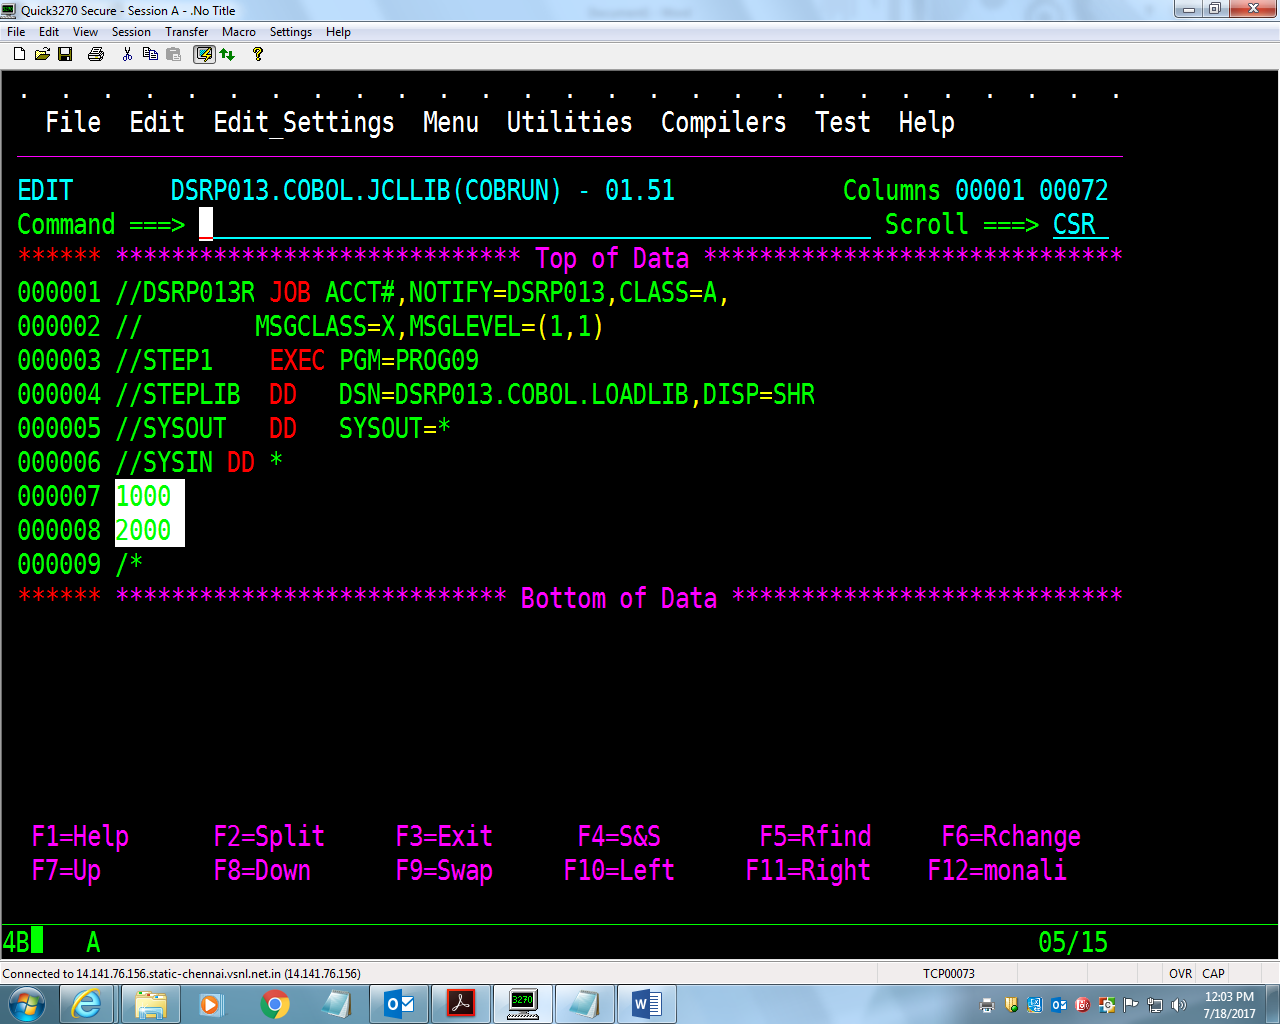 Quick3270 Secure - Session A - .No Title
File Edit View Session Transfer Macro Settings Help
. . . . . . . . . . . . . . . . . . . . . . . . . . .
File Edit Edit_Settings Menu Utilities Compilers Test Help
EDIT DSRP013.COBOL.JCLLIB(COBRUN) - 01.51 Columns 00001 00072
Command ===> Scroll ===> CSR
****** ***************************** Top of Data ******************************
000001 //DSRP013R JOB ACCT#,NOTIFY=DSRP013,CLASS=A,
000002 //        MSGCLASS=X,MSGLEVEL=(1,1)
000003 //STEP1    EXEC PGM=PROG09
000004 //STEPLIB  DD   DSN=DSRP013.COBOL.LOADLIB,DISP=SHR
000005 //SYSOUT   DD   SYSOUT=*
000006 //SYSIN DD *
000007 1000
000008 2000
000009 /*
****** **************************** Bottom of Data ****************************
F1=Help F2=Split F3=Exit F4=S&S F5=Rfind F6=Rchange
F7=Up F8=Down F9=Swap F10=Left F11=Right F12=monali
4B A 05/15
Connected to 14.141.76.156.static-chennai.vsnl.net.in (14.141.76.156) TCP00073 OVR CAP
3270
12:03 PM
7/18/2017